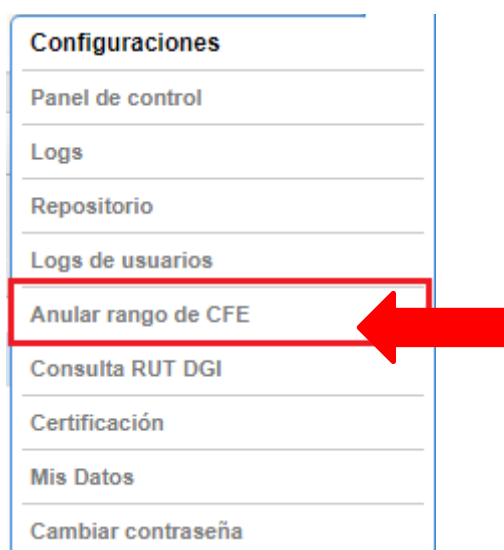 Configuraciones
Panel de control
Logs
Repositorio
Logs de usuarios
Anular rango de CFE
Consulta RUT DGI
Certificación
Mis Datos
Cambiar contraseña